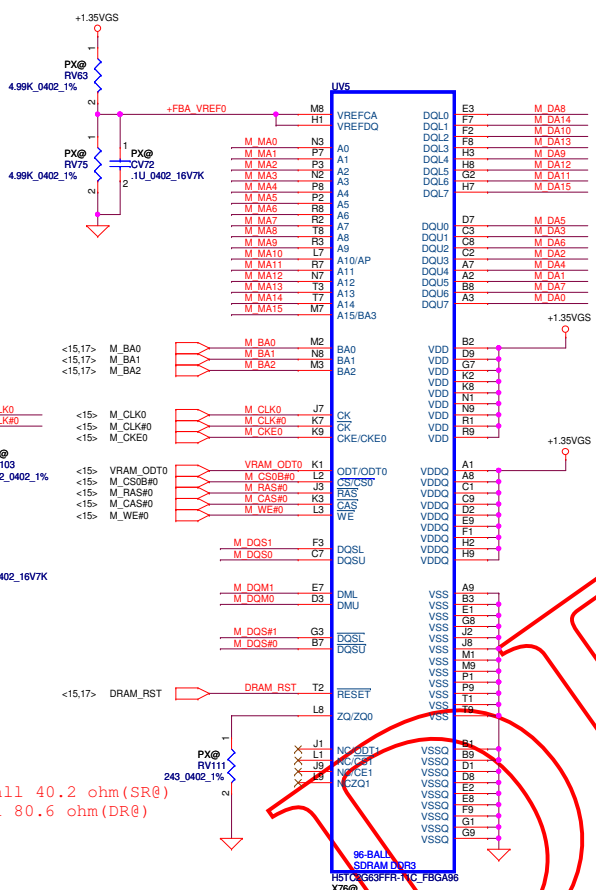 +1.35VGS
PX@
RV63
4.99K_0402_1%
1
2
+FBA_VREF0
PX@
RV75
4.99K_0402_1%
1
2
PX@
CV72
.1U_0402_16V7K
1
2
UV5
M8 VREFCA
H1 VREFDQ
M_MA0 N3 A0
M_MA1 P7 A1
M_MA2 P3 A2
M_MA3 N2 A3
M_MA4 P8 A4
M_MA5 P2 A5
M_MA6 R8 A6
M_MA7 R2 A7
M_MA8 T8 A8
M_MA9 R3 A9
M_MA10 L7 A10/AP
M_MA11 R7 A11
M_MA12 N7 A12
M_MA13 T3 A13
M_MA14 T7 A14
M_MA15 M7 A15/BA3
<15,17> M_BA0 M_BA0 M2 BA0
<15,17> M_BA1 M_BA1 N8 BA1
<15,17> M_BA2 M_BA2 M3 BA2
LK0
LK#0
<15> M_CLK0 M_CLK0 J7 CK
<15> M_CLK#0 M_CLK#0 K7 CK
<15> M_CKE0 M_CKE0 K9 CKE/CKE0
@
103
2_0402_1%
<15> VRAM_ODT0 VRAM_ODT0 K1 ODT/ODT0
<15> M_CS0B#0 M_CS0B#0 L2 CS/CS0
<15> M_RAS#0 M_RAS#0 J3 RAS
<15> M_CAS#0 M_CAS#0 K3 CAS
<15> M_WE#0 M_WE#0 L3 WE
M_DQS1 F3 DQSL
M_DQS0 C7 DQSU
402_16V7K
M_DQM1 E7 DML
M_DQM0 D3 DMU
M_DQS#1 G3 DQSL
M_DQS#0 B7 DQSU
<15,17> DRAM_RST DRAM_RST T2 RESET
L8 ZQ/ZQ0
PX@
RV111
243_0402_1%
1
2
J1 NC/ODT1
L1 NC/CS1
J9 NC/CE1
L9 NCZQ1
all 40.2 ohm(SR@)
80.6 ohm(DR@)
DQL0 E3 M_DA8
DQL1 F7 M_DA14
DQL2 F2 M_DA10
DQL3 F8 M_DA13
DQL4 H3 M_DA9
DQL5 H8 M_DA12
DQL6 G2 M_DA11
DQL7 H7 M_DA15
DQU0 D7 M_DA5
DQU1 C3 M_DA3
DQU2 C8 M_DA6
DQU3 C2 M_DA2
DQU4 A7 M_DA4
DQU5 A2 M_DA1
DQU6 B8 M_DA7
DQU7 A3 M_DA0
+1.35VGS
VDD B2
VDD D9
VDD G7
VDD K2
VDD K8
VDD N1
VDD N9
VDD R1
VDD R9
+1.35VGS
VDDQ A1
VDDQ A8
VDDQ C1
VDDQ C9
VDDQ D2
VDDQ E9
VDDQ F1
VDDQ H2
VDDQ H9
VSS A9
VSS B3
VSS E1
VSS G8
VSS J2
VSS J8
VSS M1
VSS M9
VSS P1
VSS P9
VSS T1
VSS T9
VSSQ B1
VSSQ B9
VSSQ D1
VSSQ D8
VSSQ E2
VSSQ E8
VSSQ F9
VSSQ G1
VSSQ G9
96-BALL
SDRAM DDR3
H5TC2G63FFR-11C_FBGA96
X76@